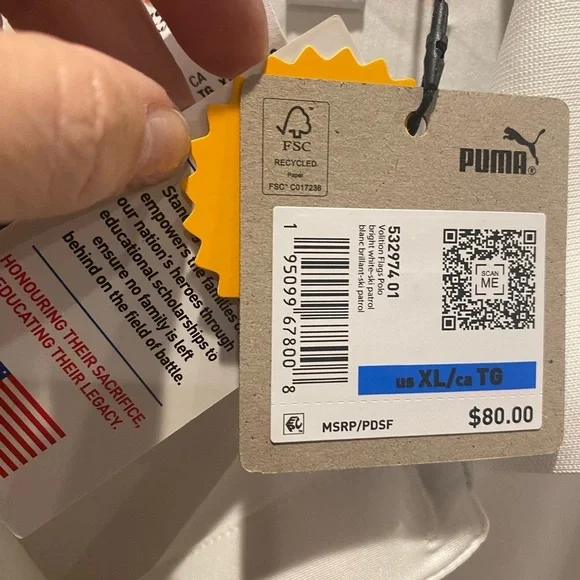 CA
TG
FSC
RECYCLED
Paper
FSC® C017236
PUMA®
532974 01
Volition Flags Polo
bright white-ski patrol
blanc brillant-ski patrol
1 95099 67800 8
SCAN
ME
us XL/ca TG
MSRP/PDSF
$80.00
empowers the families
our nation's heroes through
educational scholarships to
ensure no family is left
behind on the field of battle.
HONOURING THEIR SACRIFICE,
EDUCATING THEIR LEGACY.